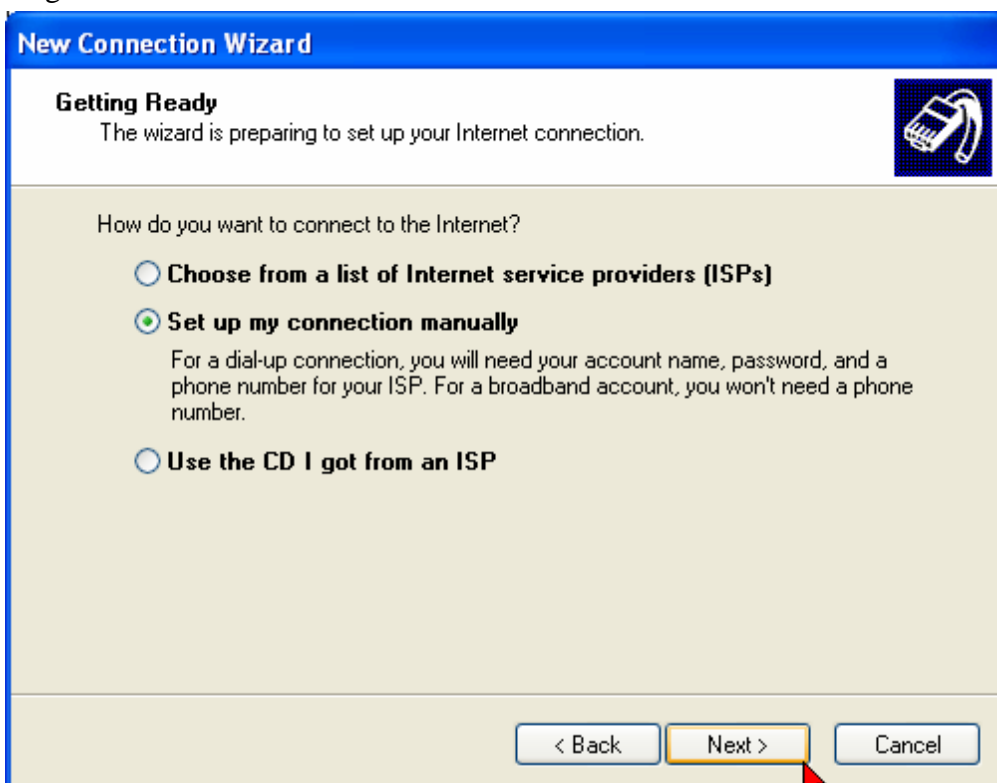 New Connection Wizard
Getting Ready
The wizard is preparing to set up your Internet connection.
How do you want to connect to the Internet?
Choose from a list of Internet service providers (ISPs)
Set up my connection manually
For a dial-up connection, you will need your account name, password, and a
phone number for your ISP. For a broadband account, you won't need a phone
number.
Use the CD I got from an ISP
< Back Next > Cancel